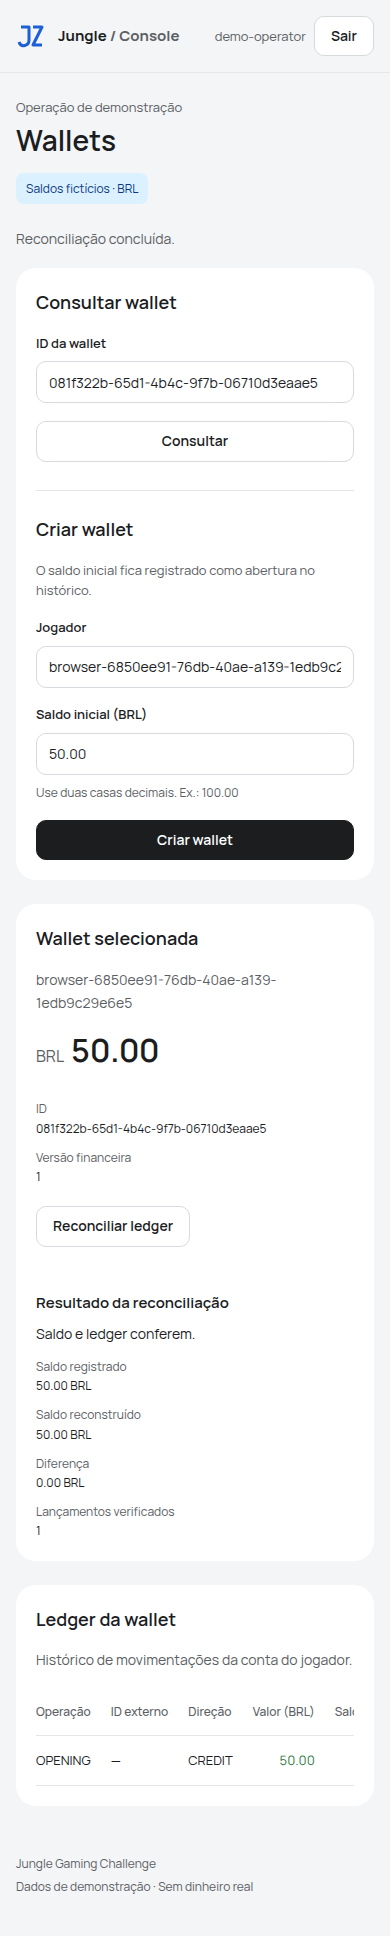 JZ Jungle / Console demo-operator Sair
Operação de demonstração
Wallets
Saldos fictícios · BRL
Reconciliação concluída.
Consultar wallet
ID da wallet
081f322b-65d1-4b4c-9f7b-06710d3eaae5
Consultar
Criar wallet
O saldo inicial fica registrado como abertura no
histórico.
Jogador
browser-6850ee91-76db-40ae-a139-1edb9c2
Saldo inicial (BRL)
50.00
Use duas casas decimais. Ex.: 100.00
Criar wallet
Wallet selecionada
browser-6850ee91-76db-40ae-a139-
1edb9c29e6e5
BRL 50.00
ID
081f322b-65d1-4b4c-9f7b-06710d3eaae5
Versão financeira
1
Reconciliar ledger
Resultado da reconciliação
Saldo e ledger conferem.
Saldo registrado
50.00 BRL
Saldo reconstruído
50.00 BRL
Diferença
0.00 BRL
Lançamentos verificados
1
Ledger da wallet
Histórico de movimentações da conta do jogador.
Operação ID externo Direção Valor (BRL)
OPENING — CREDIT 50.00
Jungle Gaming Challenge
Dados de demonstração · Sem dinheiro real